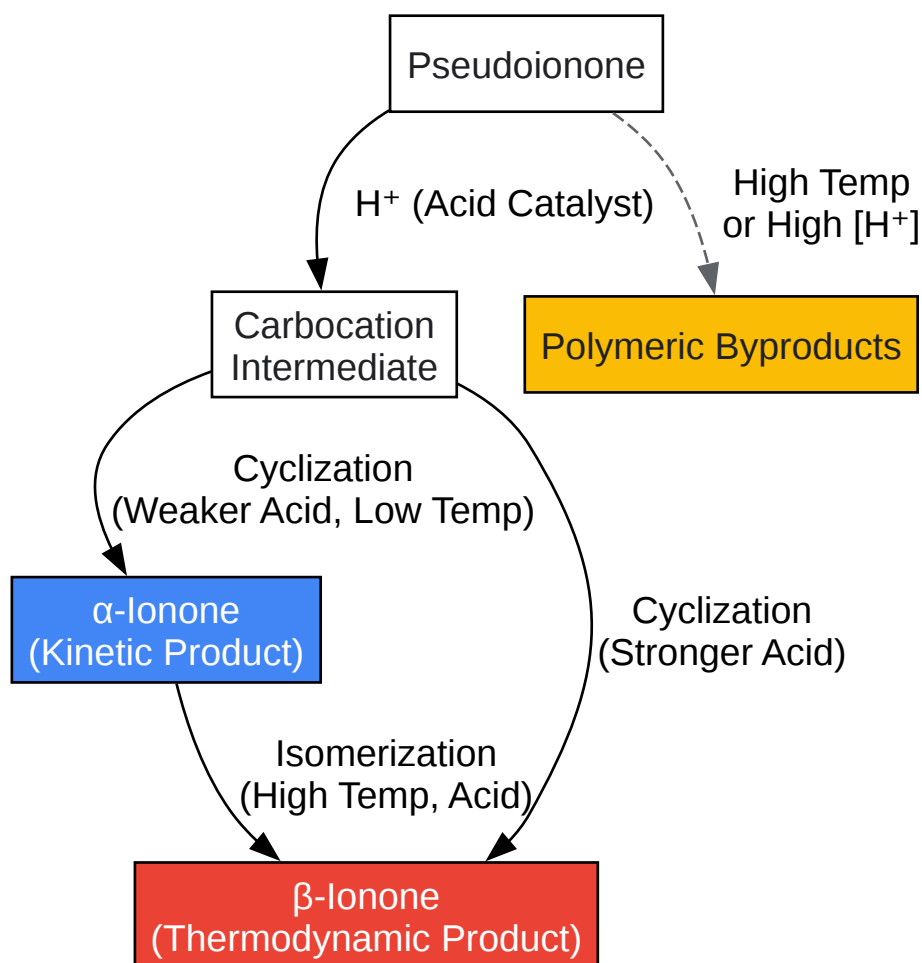 Pseudoionone
H⁺ (Acid Catalyst)
High Temp
or High [H⁺]
Carbocation
Intermediate
Polymeric Byproducts
Cyclization
(Weaker Acid, Low Temp)
α-Ionone
(Kinetic Product)
Cyclization
(Stronger Acid)
Isomerization
(High Temp, Acid)
β-Ionone
(Thermodynamic Product)